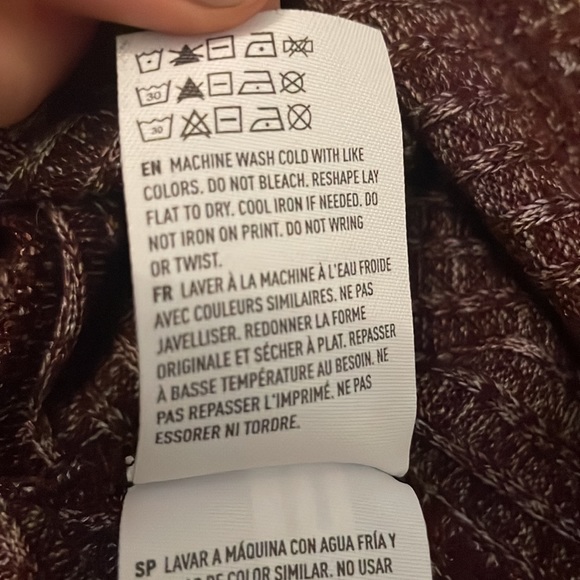 30
30
EN MACHINE WASH COLD WITH LIKE
COLORS. DO NOT BLEACH. RESHAPE LAY
FLAT TO DRY. COOL IRON IF NEEDED. DO
NOT IRON ON PRINT. DO NOT WRING
OR TWIST.
FR LAVER À LA MACHINE À L'EAU FROIDE
AVEC COULEURS SIMILAIRES. NE PAS
JAVELLISER. REDONNER LA FORME
ORIGINALE ET SÉCHER À PLAT. REPASSER
À BASSE TEMPÉRATURE AU BESOIN. NE
PAS REPASSER L'IMPRIMÉ. NE PAS
ESSORER NI TORDRE.
SP LAVAR A MÁQUINA CON AGUA FRÍA Y
DE COLOR SIMILAR. NO USAR